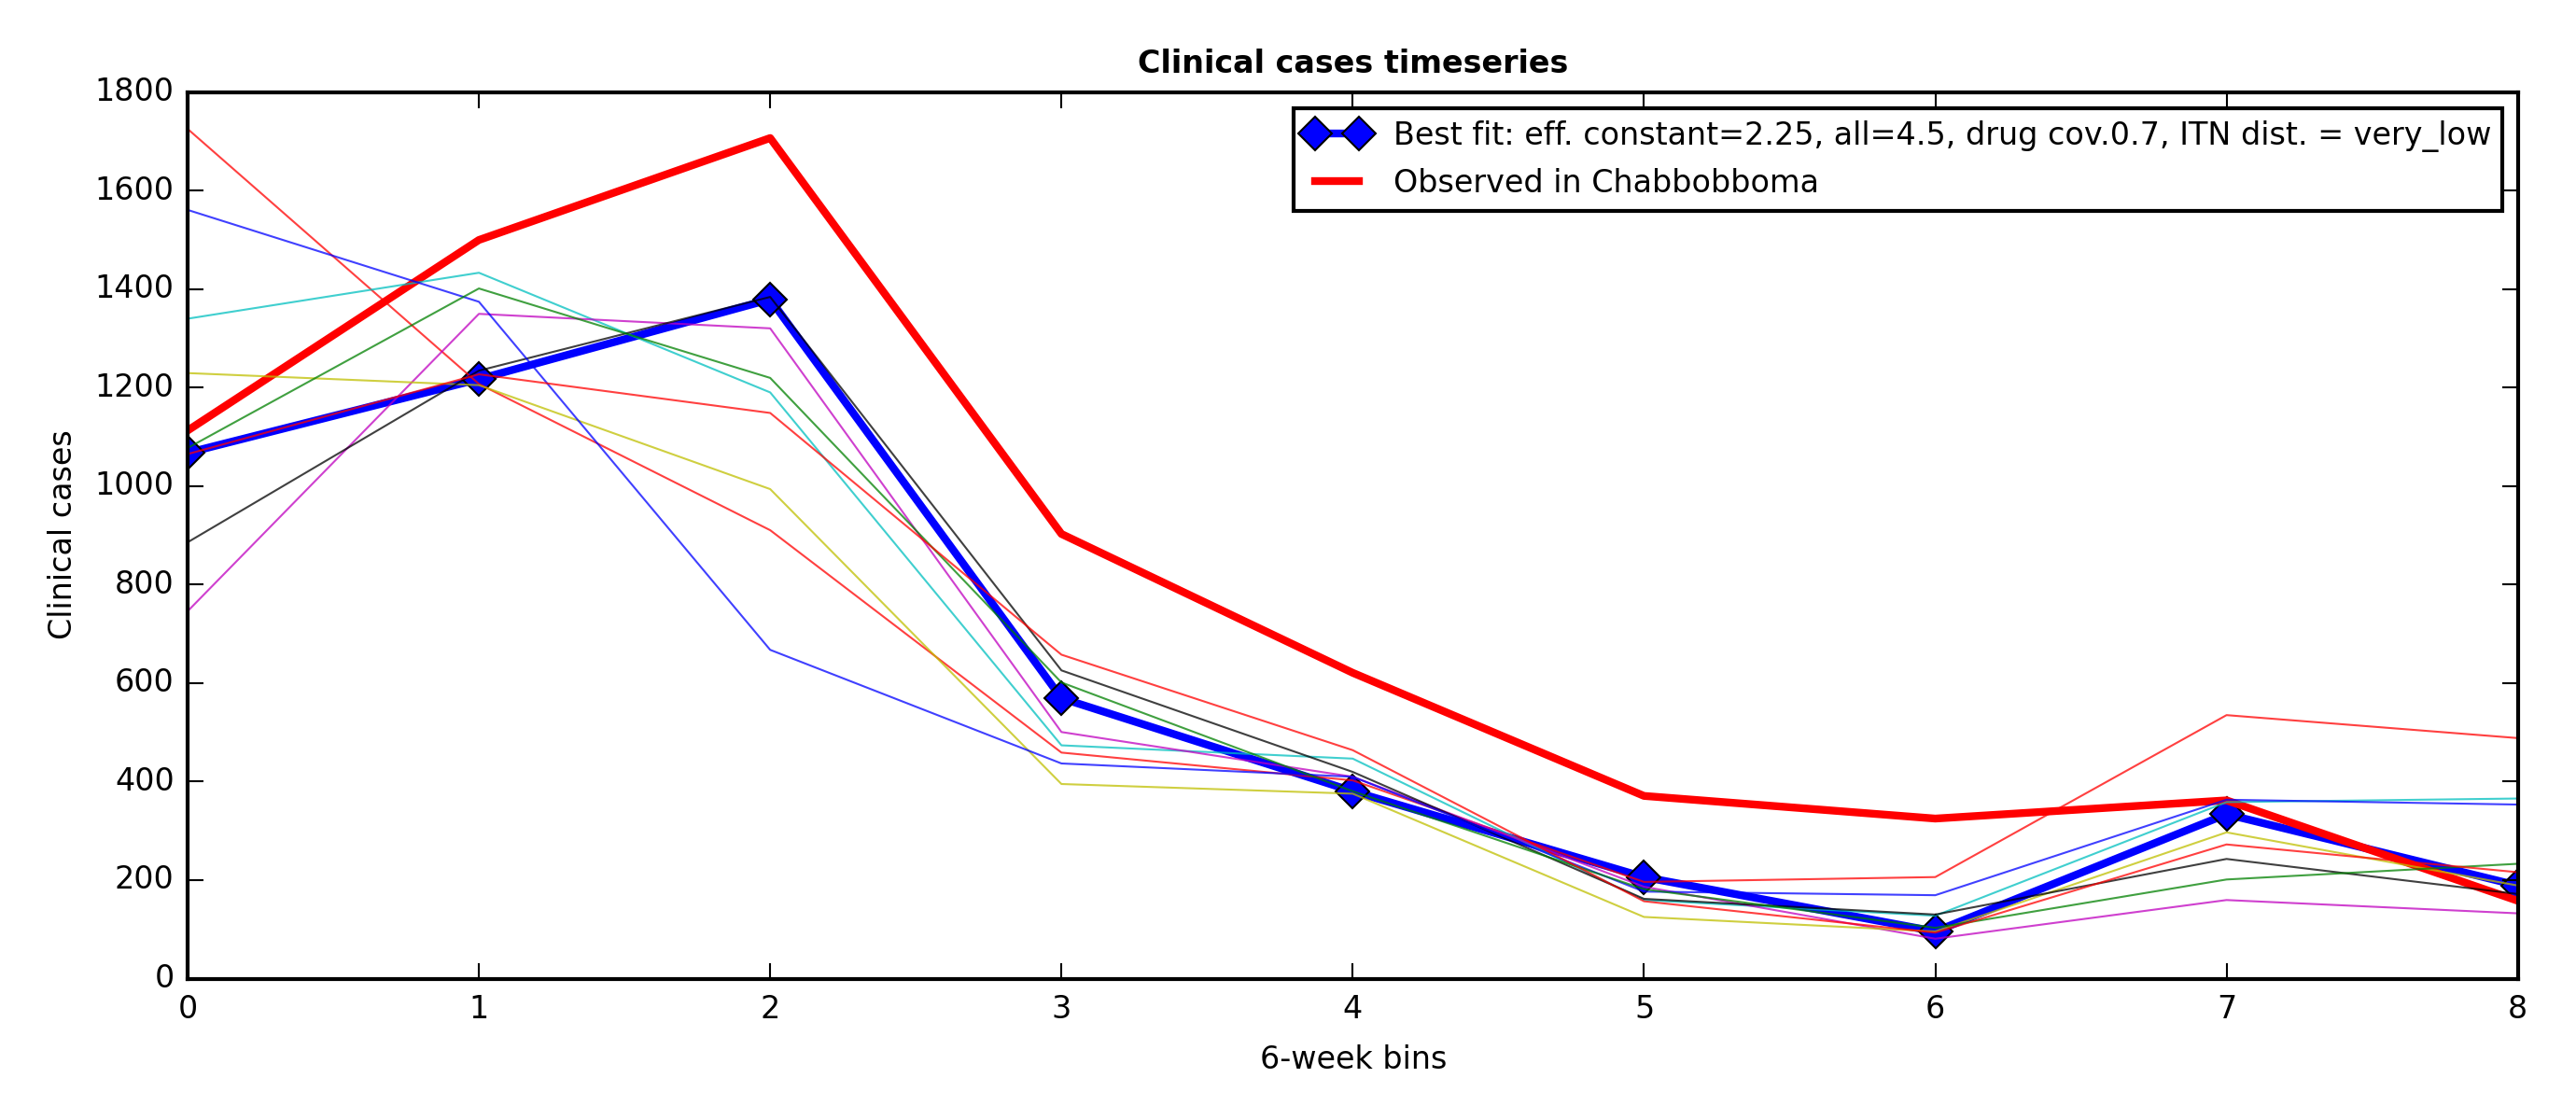 Clinical cases timeseries
Best fit: eff. constant=2.25, all=4.5, drug cov.0.7, ITN dist. = very_low
Observed in Chabbobboma
Clinical cases
1800
1600
1400
1200
1000
800
600
400
200
0
0 1 2 3 4 5 6 7 8
6-week bins